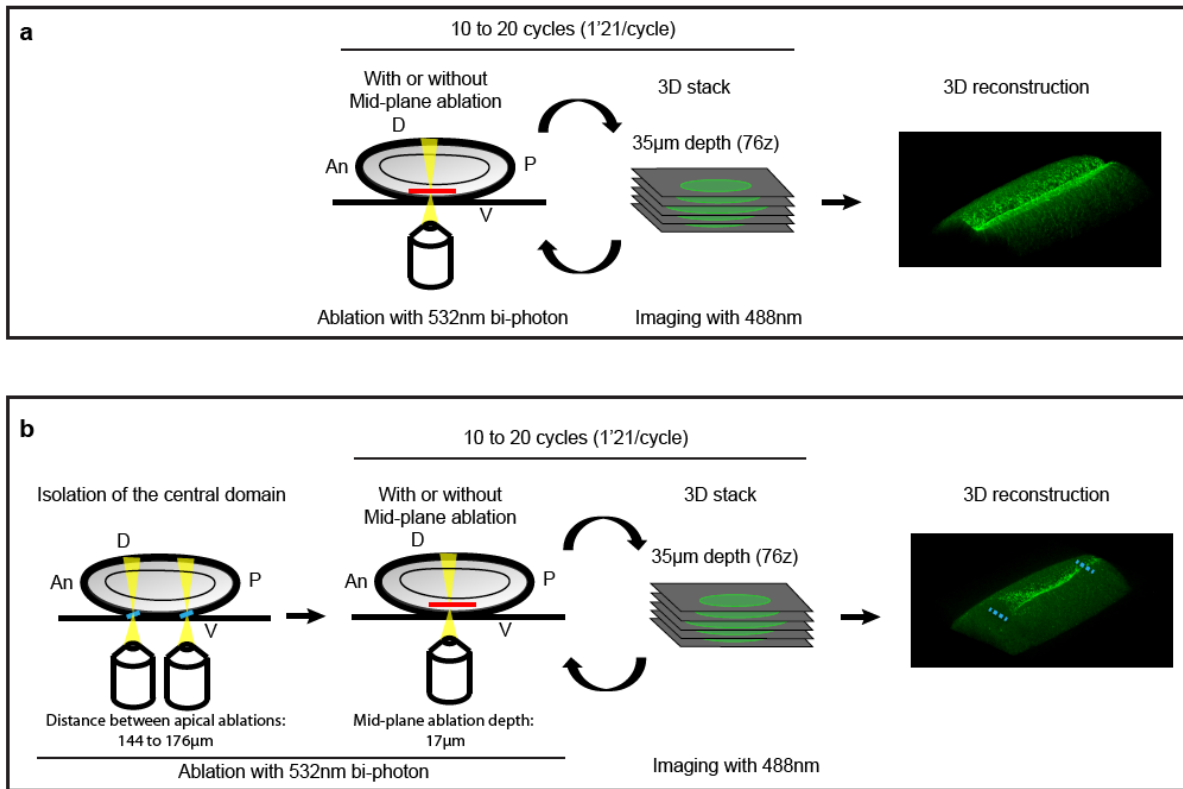 a
10 to 20 cycles (1'21/cycle)
With or without
Mid-plane ablation
3D stack
3D reconstruction
D
An
P
V
35µm depth (76z)
Ablation with 532nm bi-photon
Imaging with 488nm
b
10 to 20 cycles (1'21/cycle)
Isolation of the central domain
With or without
Mid-plane ablation
3D stack
3D reconstruction
D
An
P
V
D
An
P
V
35µm depth (76z)
Distance between apical ablations:
144 to 176µm
Mid-plane ablation depth:
17µm
Ablation with 532nm bi-photon
Imaging with 488nm